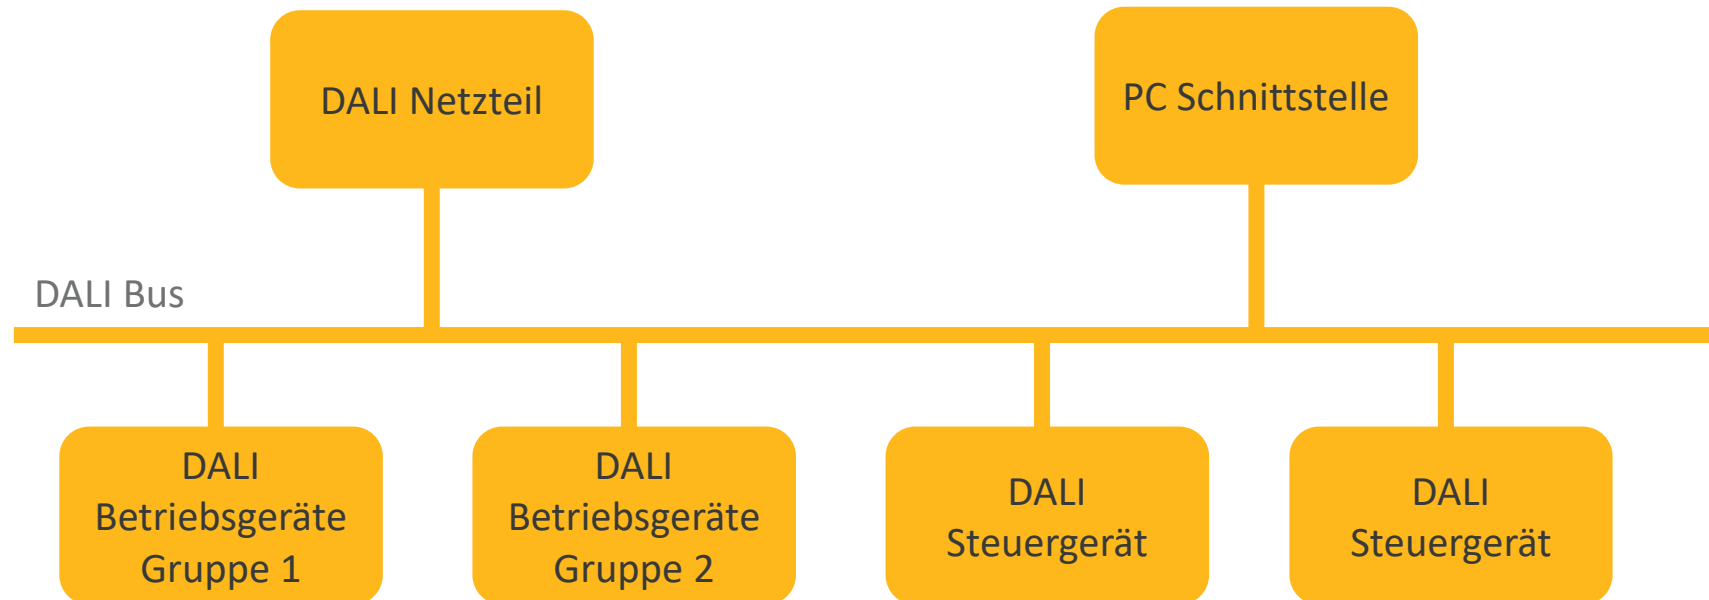 DALI Netzteil
PC Schnittstelle
DALI Bus
DALI
Betriebsgeräte
Gruppe 1
DALI
Betriebsgeräte
Gruppe 2
DALI
Steuergerät
DALI
Steuergerät